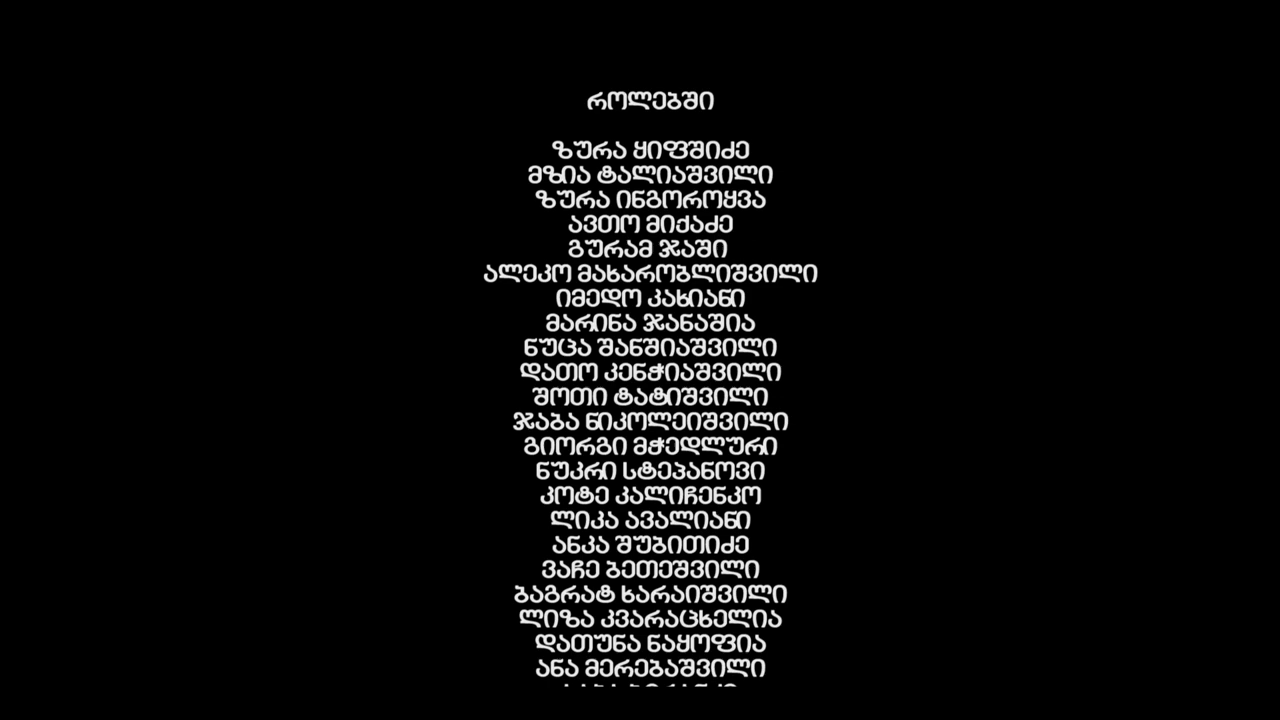 როლებში
ზურა ყიფშიძე
მზია ტალიაშვილი
ზურა ინგოროყვა
ავთო მიქაძე
გურამ ჯაში
ალეკო მახარობლიშვილი
იმედო კახიანი
მარინა ჯანაშია
ნუცა შანშიაშვილი
დათო კენჭიაშვილი
შოთი ტატიშვილი
ჯაბა ნიკოლეიშვილი
გიორგი მჭედლური
ნუკრი სტეპანოვი
კოტე კალიჩენკო
ლიკა ავალიანი
ანკა შუბითიძე
ვაჩე ბეთეშვილი
ბაგრატ ხარაიშვილი
ლიზა კვარაცხელია
დათუნა ნაყოფია
ანა მერებაშვილი